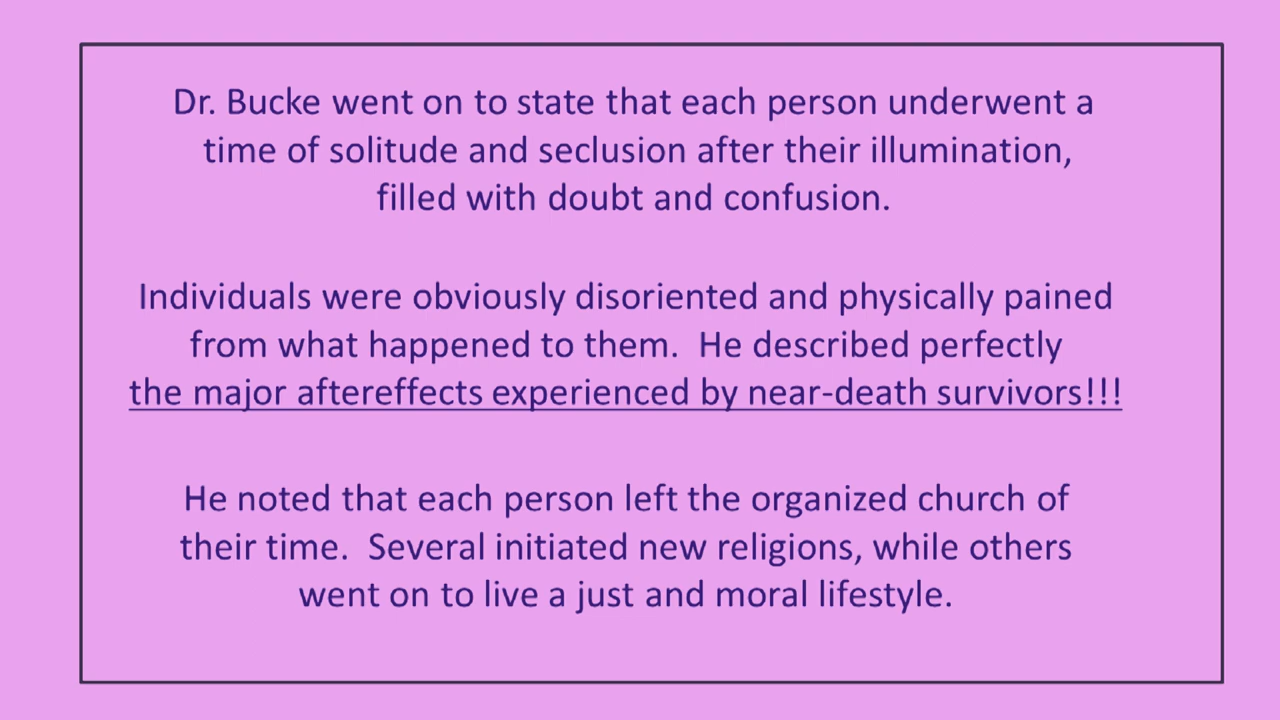 Dr. Bucke went on to state that each person underwent a
time of solitude and seclusion after their illumination,
filled with doubt and confusion.
Individuals were obviously disoriented and physically pained
from what happened to them.  He described perfectly
the major aftereffects experienced by near-death survivors!!!
He noted that each person left the organized church of
their time.  Several initiated new religions, while others
went on to live a just and moral lifestyle.